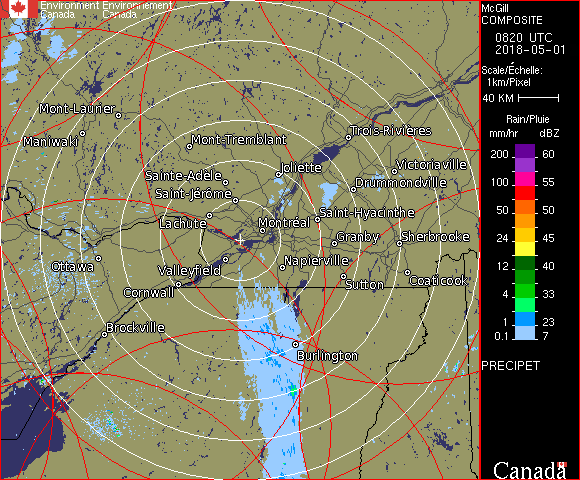 Environment Environnement
Canada Canada
McGill
COMPOSITE
0820 UTC
2018-05-01
Scale/Échelle:
1km/Pixel
40 KM
Rain/Pluie
mm/hr dBZ
200 60
100 55
50 50
24 45
12 40
4 33
1 23
0.1 7
PRECIPET
Canada
Mont-Laurier
Maniwaki
Mont-Tremblant
Trois-Rivières
Sainte-Adèle
Joliette
Victoriaville
Saint-Jérôme
Drummondville
Lachute
Montréal
Saint-Hyacinthe
Granby
Sherbrooke
Ottawa
Valleyfield
Napierville
Cornwall
Sutton
Coaticook
Brockville
Burlington